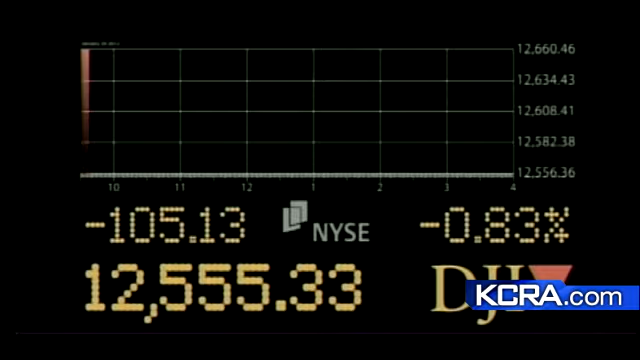 12,660.46
12,634.43
12,608.41
12,582.38
12,556.36
10 11 12 1 2 3 4
-105.13 NYSE -0.83%
12,555.33 DJI
KCRA.com